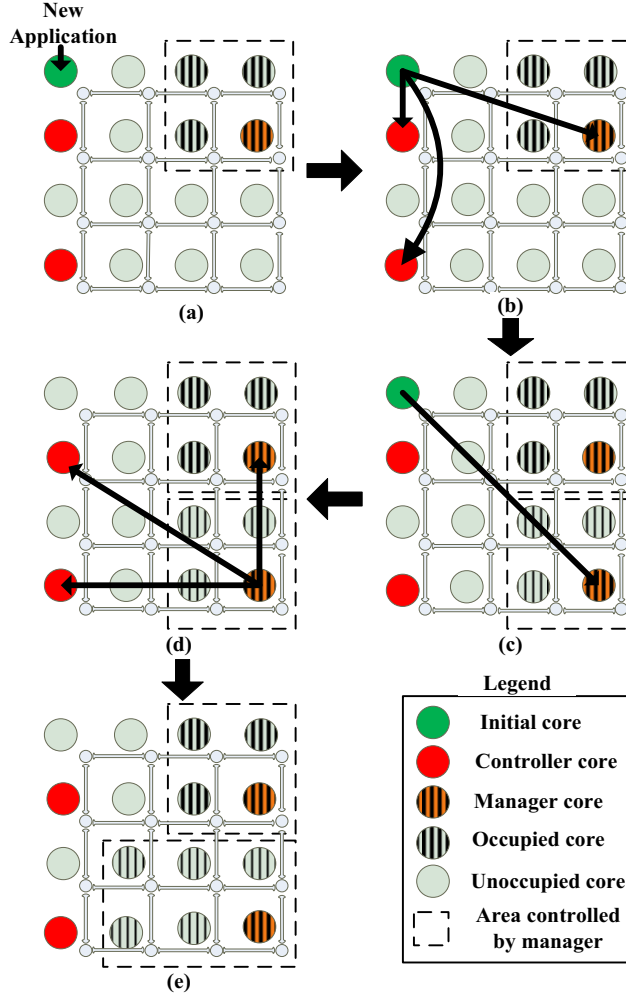 New
Application
(a)
(b)
(d)
(c)
(e)
Legend
Initial core
Controller core
Manager core
Occupied core
Unoccupied core
Area controlled
by manager